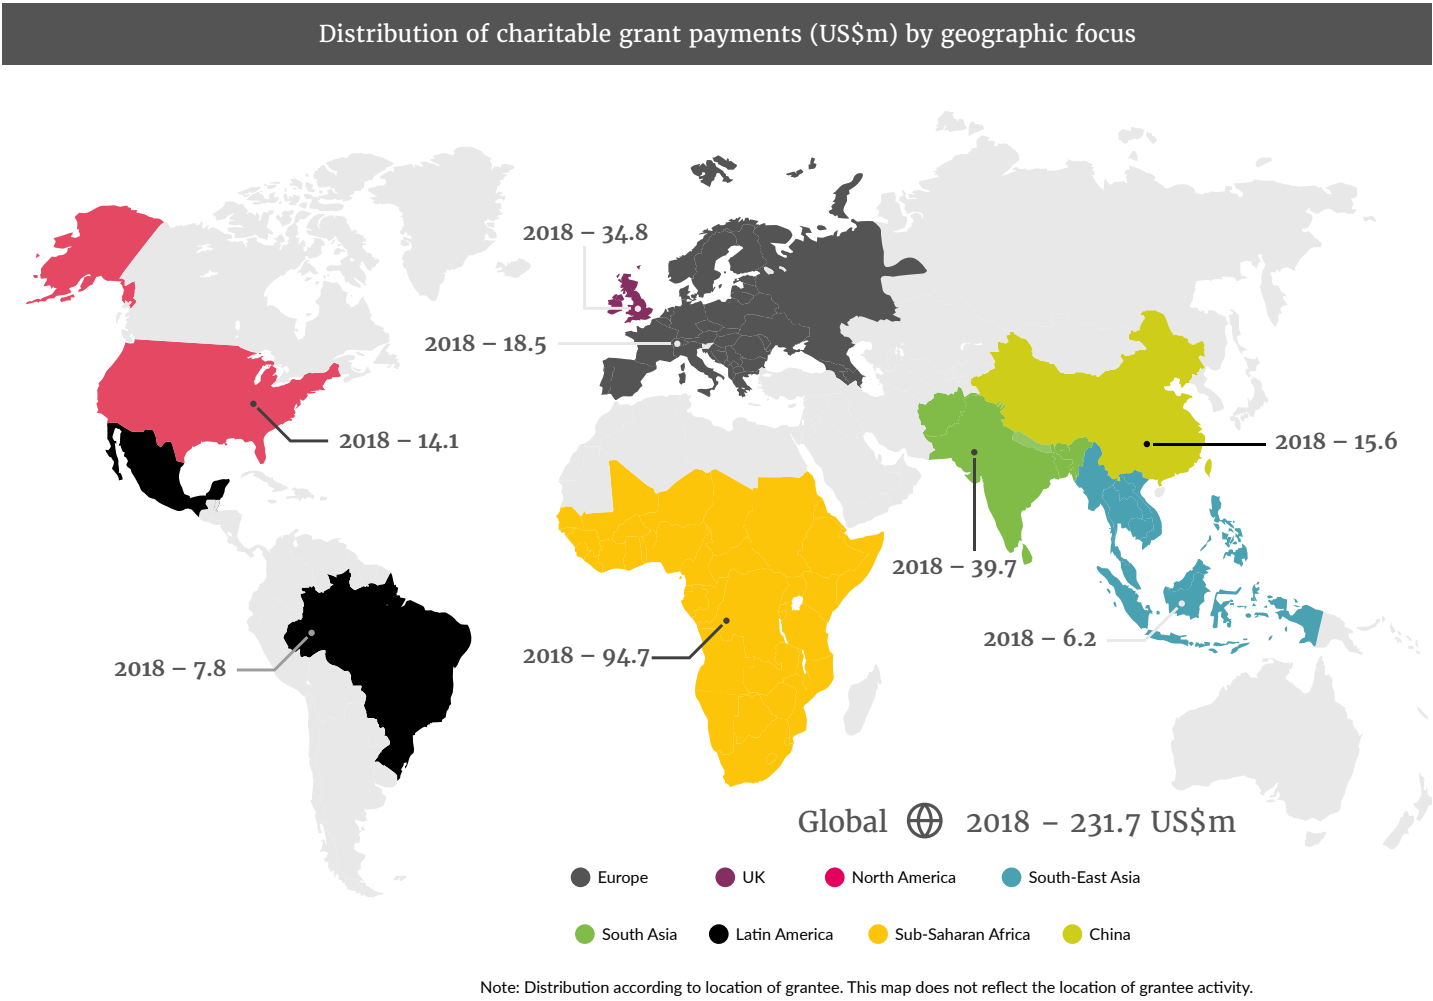 Distribution of charitable grant payments (US$m) by geographic focus
2018 – 34.8
2018 – 18.5
2018 – 14.1
2018 – 15.6
2018 – 39.7
2018 – 6.2
2018 – 94.7
2018 – 7.8
Global 2018 – 231.7 US$m
Europe UK North America South-East Asia
South Asia Latin America Sub-Saharan Africa China
Note: Distribution according to location of grantee. This map does not reflect the location of grantee activity.